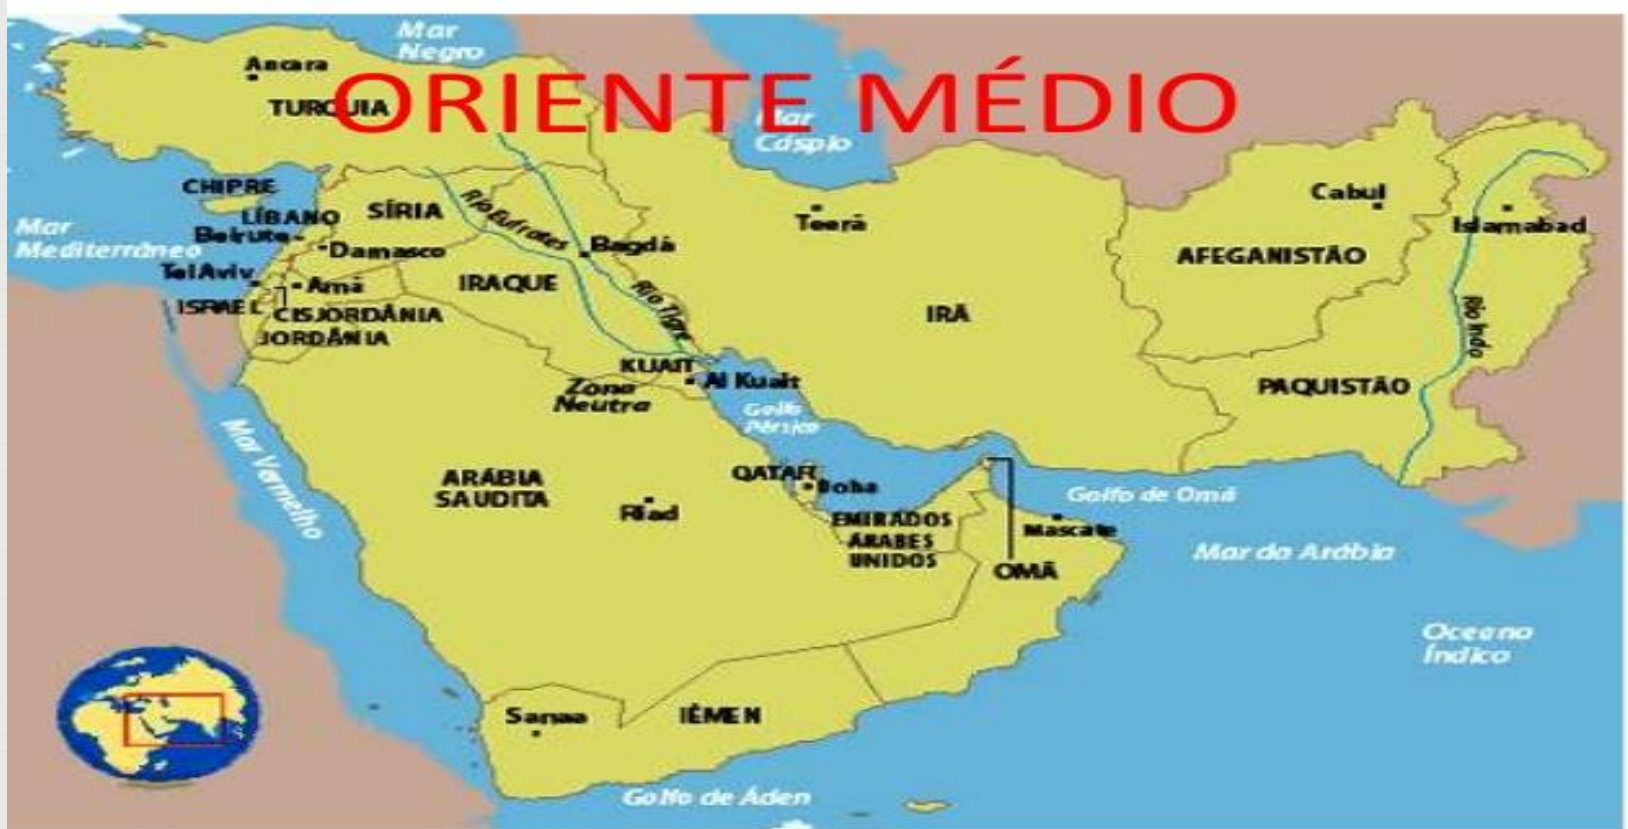 ORIENTE MÉDIO
Mar
Negro
Ancara
TURQUIA
Mar
Cáspio
CHIPRE
LÍBANO
SÍRIA
Rio Eufrates
Beirute
Damasco
Bagdá
Teerã
Cabul
Islamabad
Mar
Mediterrâneo
Tel Aviv
Amã
IRAQUE
AFEGANISTÃO
ISRAEL
CISJORDÂNIA
JORDÂNIA
Rio Tigre
IRÃ
Rio Indo
KUAIT
Al Kuait
Zona
Neutra
Golfo
Pérsico
PAQUISTÃO
Mar Vermelho
ARÁBIA
SAUDITA
Riad
QATAR
Doha
EMIRADOS
ÁRABES
UNIDOS
Golfo de Omã
Mascate
OMÃ
Mar da Arábia
Oceano
Índico
Sanaa
IÊMEN
Golfo de Áden